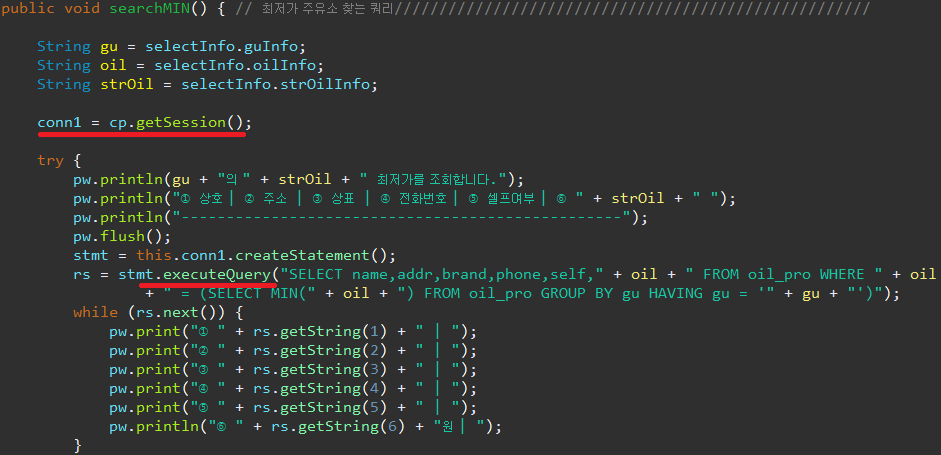 public void searchMIN() { // 최저가 주유소 찾는 쿼리/////////////////////////////////////////////////////
String gu = selectInfo.guInfo;
String oil = selectInfo.oilInfo;
String strOil = selectInfo.strOilInfo;
conn1 = cp.getSession();
try {
pw.println(gu + "의 " + strOil + " 최저가를 조회합니다.");
pw.println("① 상호 | ② 주소 | ③ 상표 | ④ 전화번호 | ⑤ 셀프여부 | ⑥ " + strOil + " ");
pw.println("-------------------------------------------------");
pw.flush();
stmt = this.conn1.createStatement();
rs = stmt.executeQuery("SELECT name,addr,brand,phone,self," + oil + " FROM oil_pro WHERE " + oil
+ " = (SELECT MIN(" + oil + ") FROM oil_pro GROUP BY gu HAVING gu = '" + gu + "')");
while (rs.next()) {
pw.print("① " + rs.getString(1) + " | ");
pw.print("② " + rs.getString(2) + " | ");
pw.print("③ " + rs.getString(3) + " | ");
pw.print("④ " + rs.getString(4) + " | ");
pw.print("⑤ " + rs.getString(5) + " | ");
pw.println("⑥ " + rs.getString(6) + "원 | ");
}